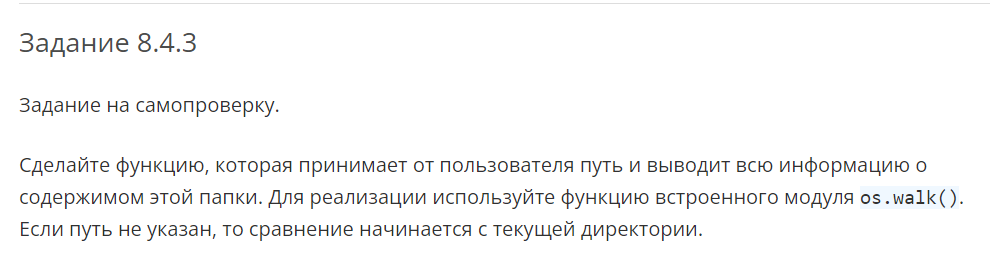 Задание 8.4.3
Задание на самопроверку.
Сделайте функцию, которая принимает от пользователя путь и выводит всю информацию о
содержимом этой папки. Для реализации используйте функцию встроенного модуля os.walk().
Если путь не указан, то сравнение начинается с текущей директории.